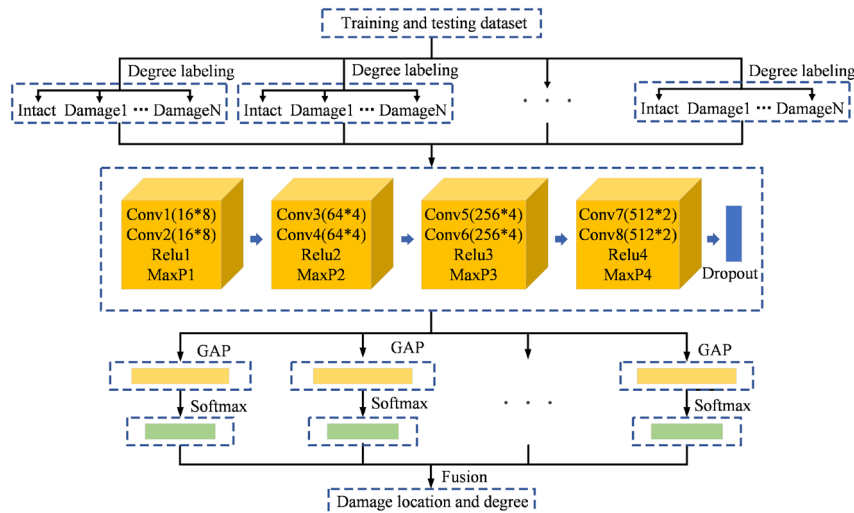 Training and testing dataset
Degree labeling
Degree labeling
Degree labeling
Intact Damage1 ··· DamageN
Intact Damage1 ··· DamageN
· · ·
Intact Damage1 ··· DamageN
Conv1(16*8)
Conv2(16*8)
Relu1
MaxP1
Conv3(64*4)
Conv4(64*4)
Relu2
MaxP2
Conv5(256*4)
Conv6(256*4)
Relu3
MaxP3
Conv7(512*2)
Conv8(512*2)
Relu4
MaxP4
Dropout
GAP
GAP
GAP
Softmax
Softmax
· · ·
Softmax
Fusion
Damage location and degree